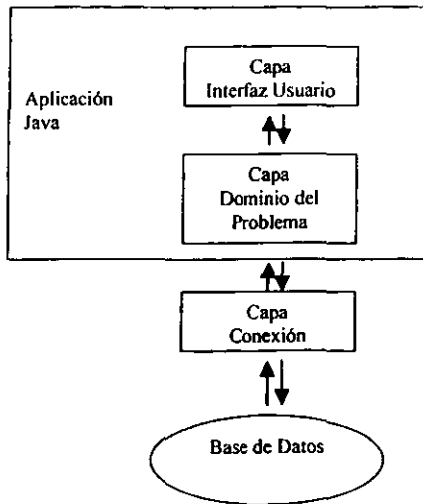 Capa
Interfaz Usuario
Aplicación
Java
Capa
Dominio del
Problema
Capa
Conexión
Base de Datos